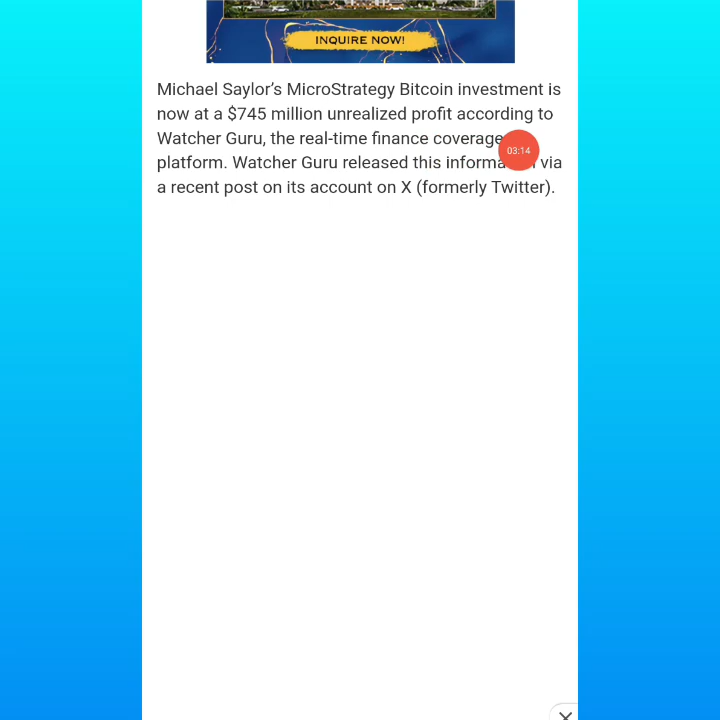 INQUIRE NOW!
Michael Saylor's MicroStrategy Bitcoin investment is
now at a $745 million unrealized profit according to
Watcher Guru, the real-time finance coverage
03:14
platform. Watcher Guru released this via
a recent post on its account on X (formerly Twitter).